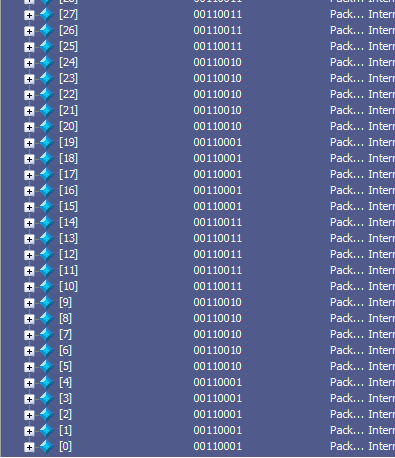 [27] 00110011 Pack... Intern
[26] 00110011 Pack... Intern
[25] 00110011 Pack... Intern
[24] 00110010 Pack... Intern
[23] 00110010 Pack... Intern
[22] 00110010 Pack... Intern
[21] 00110010 Pack... Intern
[20] 00110010 Pack... Intern
[19] 00110001 Pack... Intern
[18] 00110001 Pack... Intern
[17] 00110001 Pack... Intern
[16] 00110001 Pack... Intern
[15] 00110001 Pack... Intern
[14] 00110011 Pack... Intern
[13] 00110011 Pack... Intern
[12] 00110011 Pack... Intern
[11] 00110011 Pack... Intern
[10] 00110011 Pack... Intern
[9] 00110010 Pack... Intern
[8] 00110010 Pack... Intern
[7] 00110010 Pack... Intern
[6] 00110010 Pack... Intern
[5] 00110010 Pack... Intern
[4] 00110001 Pack... Intern
[3] 00110001 Pack... Intern
[2] 00110001 Pack... Intern
[1] 00110001 Pack... Intern
[0] 00110001 Pack... Intern